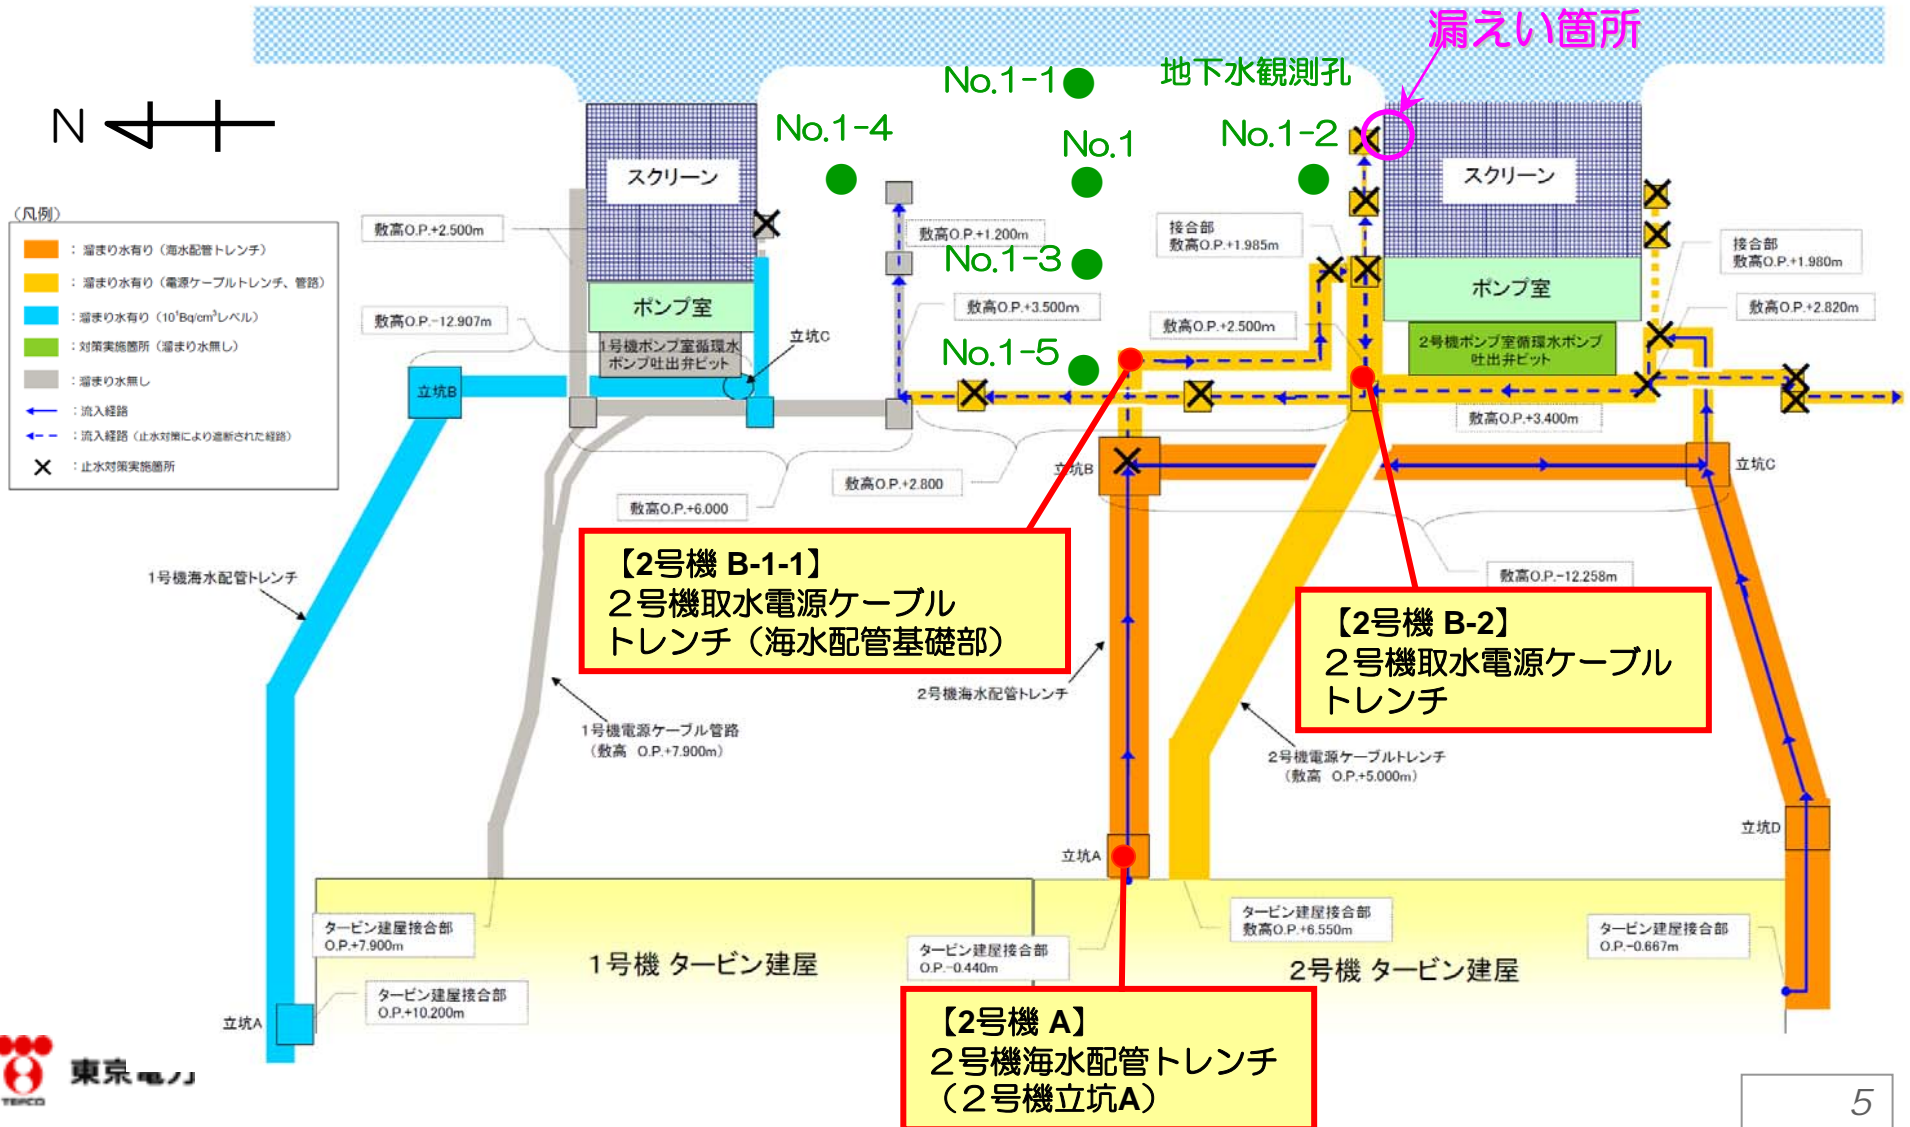 漏えい箇所
地下水観測孔
No.1-1
No.1-4
No.1
No.1-2
No.1-3
No.1-5
N
スクリーン
スクリーン
（凡例）
：溜まり水有り（海水配管トレンチ）
：溜まり水有り（電源ケーブルトレンチ、管路）
：溜まり水有り（10¹Bq/cm³レベル）
：対策実施箇所（溜まり水無し）
：溜まり水無し
：流入経路
：流入経路（止水対策により遮断された経路）
：止水対策実施箇所
敷高O.P.+2.500m
敷高O.P.+1.200m
接合部
敷高O.P.+1.985m
接合部
敷高O.P.+1.980m
ポンプ室
ポンプ室
敷高O.P.-12.907m
敷高O.P.+3.500m
敷高O.P.+2.500m
敷高O.P.+2.820m
1号機ポンプ室循環水
ポンプ吐出弁ピット
立坑C
2号機ポンプ室循環水ポンプ
吐出弁ピット
立坑B
敷高O.P.+3.400m
立坑B
立坑C
敷高O.P.+2.800
敷高O.P.+6.000
【2号機 B-1-1】
２号機取水電源ケーブル
トレンチ（海水配管基礎部）
敷高O.P.-12.258m
【2号機 B-2】
２号機取水電源ケーブル
トレンチ
1号機海水配管トレンチ
2号機海水配管トレンチ
1号機電源ケーブル管路
（敷高 O.P.+7.900m）
2号機電源ケーブルトレンチ
（敷高 O.P.+5.000m）
立坑A
立坑D
タービン建屋接合部
O.P.+7.900m
タービン建屋接合部
O.P.-0.440m
タービン建屋接合部
敷高O.P.+6.550m
タービン建屋接合部
O.P.-0.667m
1号機 タービン建屋
2号機 タービン建屋
タービン建屋接合部
O.P.+10.200m
立坑A
【2号機 A】
２号機海水配管トレンチ
（２号機立坑A）
東京電力
TEPCO
5